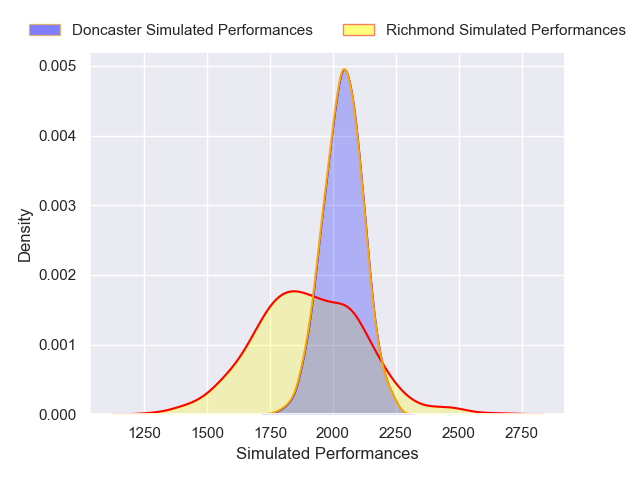 Doncaster Simulated Performances Richmond Simulated Performances
0.005
0.004
0.003
0.002
0.001
0.000
Density
1250 1500 1750 2000 2250 2500 2750
Simulated Performances